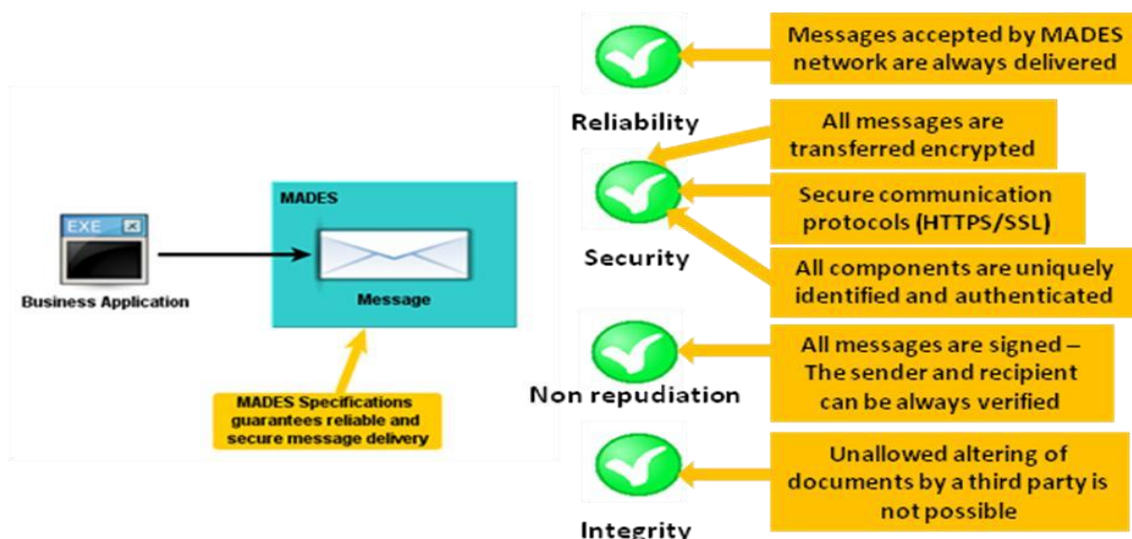 EXE
Business Application
MADES
Message
MADES Specifications
guarantees reliable and
secure message delivery
Reliability
Messages accepted by MADES
network are always delivered
Security
All messages are
transferred encrypted
Secure communication
protocols (HTTPS/SSL)
All components are uniquely
identified and authenticated
Non repudiation
All messages are signed –
The sender and recipient
can be always verified
Integrity
Unallowed altering of
documents by a third party is
not possible